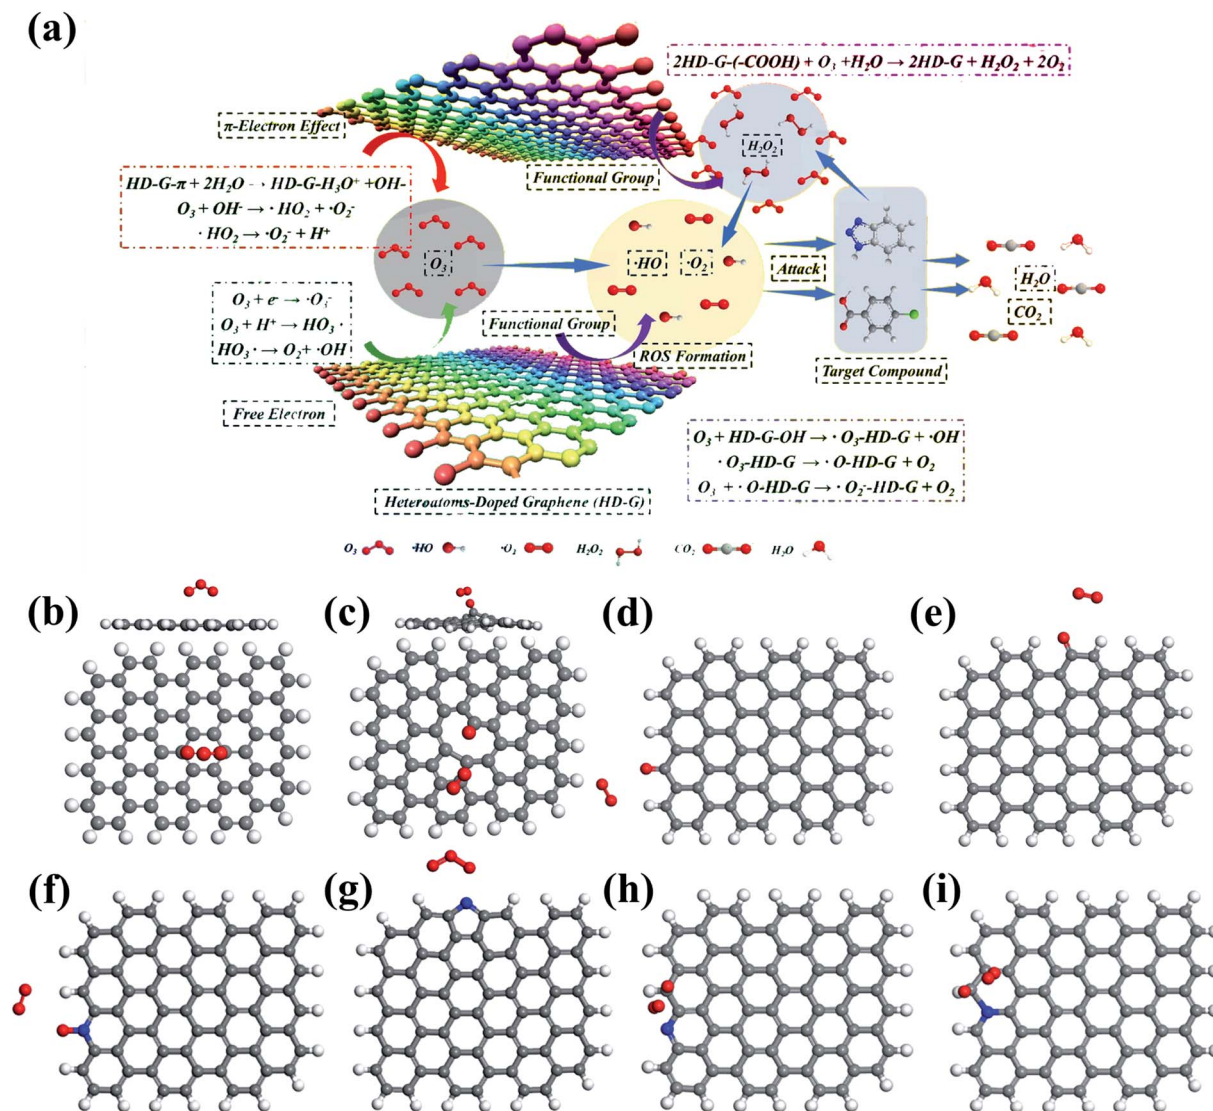 (a)
2HD-G-(-COOH) + O₃ +H₂O → 2HD-G + H₂O₂ + 2O₂
π-Electron Effect
H₂O₂
Functional Group
HD-G-π + 2H₂O → HD-G-H₃O⁺ +OH-
O₃ + OH⁻ → ·HO₂ + ·O₂⁻
·HO₂ → ·O₂⁻ + H⁺
O₃
·HO
·O₂
Attack
H₂O
CO₂
O₃ + e⁻ → ·O₃⁻
O₃ + H⁺ → HO₃·
HO₃· → O₂ + ·OH
Functional Group
ROS Formation
Target Compound
Free Electron
O₃ + HD-G-OH → ·O₃-HD-G + ·OH
·O₃-HD-G → ·O-HD-G + O₂
O₃ + ·O-HD-G → ·O₂⁻-HD-G + O₂
Heteroatoms-Doped Graphene (HD-G)
O₃ ·HO ·O₂ H₂O₂ CO₂ H₂O
(b) (c) (d) (e)
(f) (g) (h) (i)